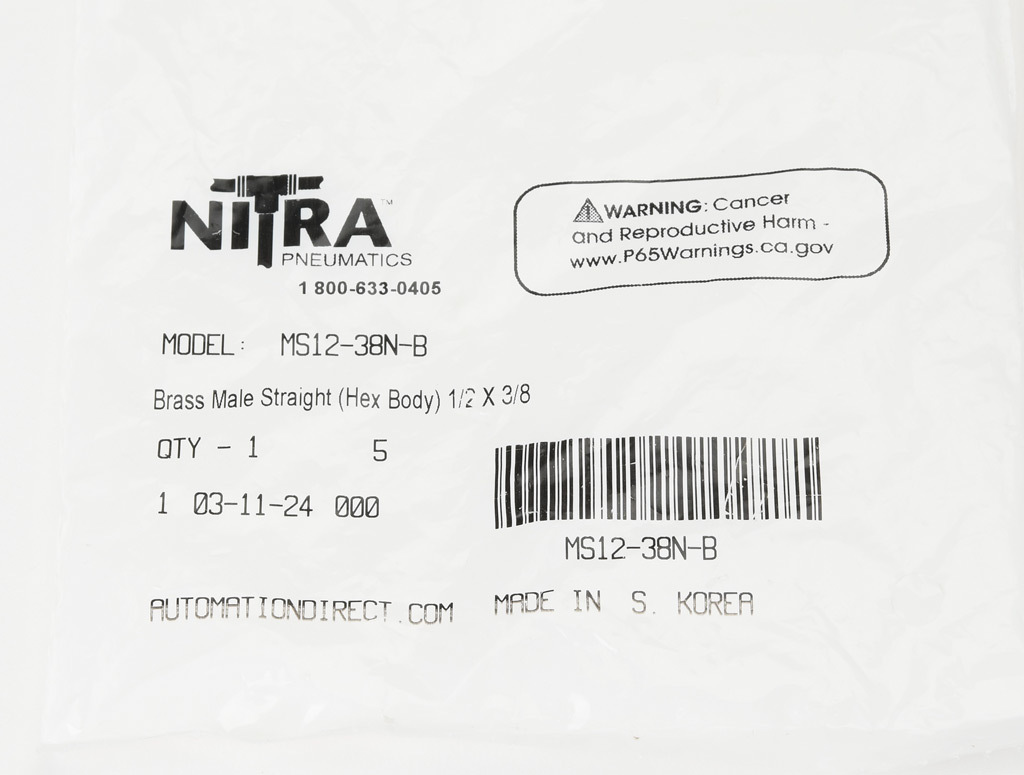 NITRA™
PNEUMATICS
1 800-633-0405
⚠WARNING: Cancer
and Reproductive Harm -
www.P65Warnings.ca.gov
MODEL: MS12-38N-B
Brass Male Straight (Hex Body) 1/2 X 3/8
QTY - 1 5
1 03-11-24 000
MS12-38N-B
AUTOMATIONDIRECT.COM MADE IN S. KOREA